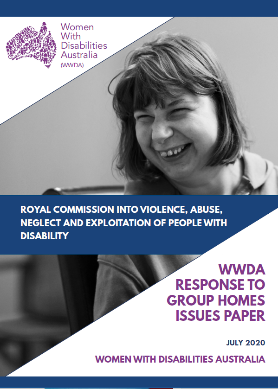 Women
With
Disabilities
Australia
(WWDA)
ROYAL COMMISSION INTO VIOLENCE, ABUSE,
NEGLECT AND EXPLOITATION OF PEOPLE WITH
DISABILITY
WWDA
RESPONSE TO
GROUP HOMES
ISSUES PAPER
JULY 2020
WOMEN WITH DISABILITIES AUSTRALIA